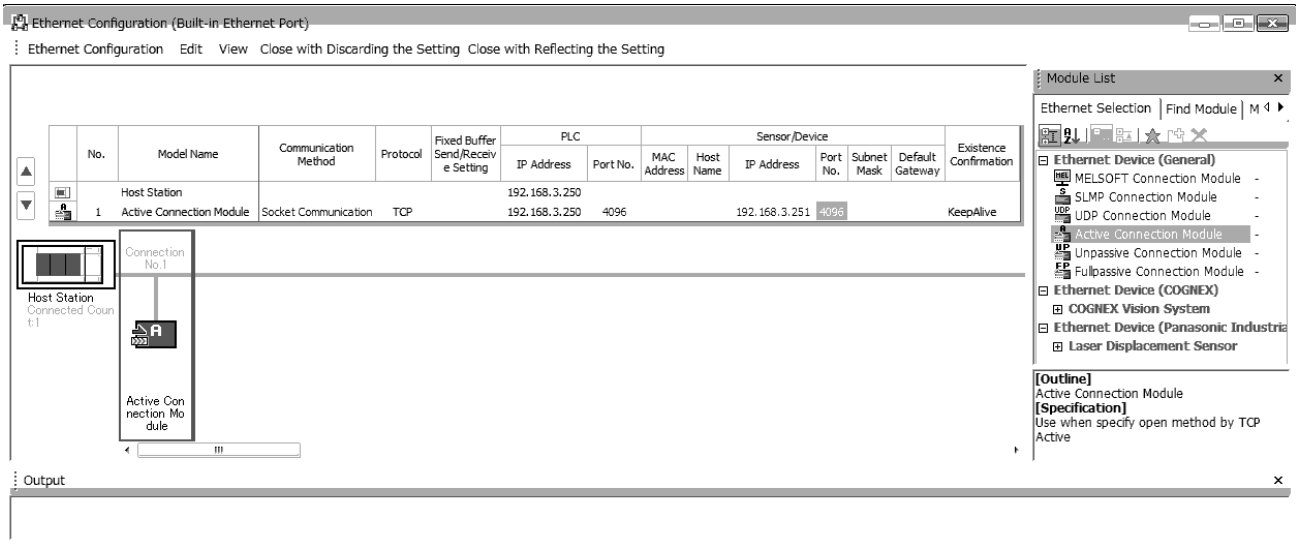 Ethernet Configuration (Built-in Ethernet Port)
Ethernet Configuration Edit View Close with Discarding the Setting Close with Reflecting the Setting
No. Model Name Communication Method Protocol Fixed Buffer Send/Receive Setting PLC Sensor/Device Existence Confirmation
IP Address Port No. MAC Address Host Name IP Address Port No. Subnet Mask Default Gateway
Host Station 192.168.3.250
1 Active Connection Module Socket Communication TCP 192.168.3.250 4096 192.168.3.251 4096 KeepAlive
Connection
No.1
Host Station
Connected Coun
t:1
A
Active Con
nection Mo
dule
Module List
Ethernet Selection Find Module M
Ethernet Device (General)
MELSOFT Connection Module -
SLMP Connection Module -
UDP Connection Module -
Active Connection Module -
Unpassive Connection Module -
Fullpassive Connection Module -
Ethernet Device (COGNEX)
COGNEX Vision System
Ethernet Device (Panasonic Industria
Laser Displacement Sensor
[Outline]
Active Connection Module
[Specification]
Use when specify open method by TCP
Active
Output